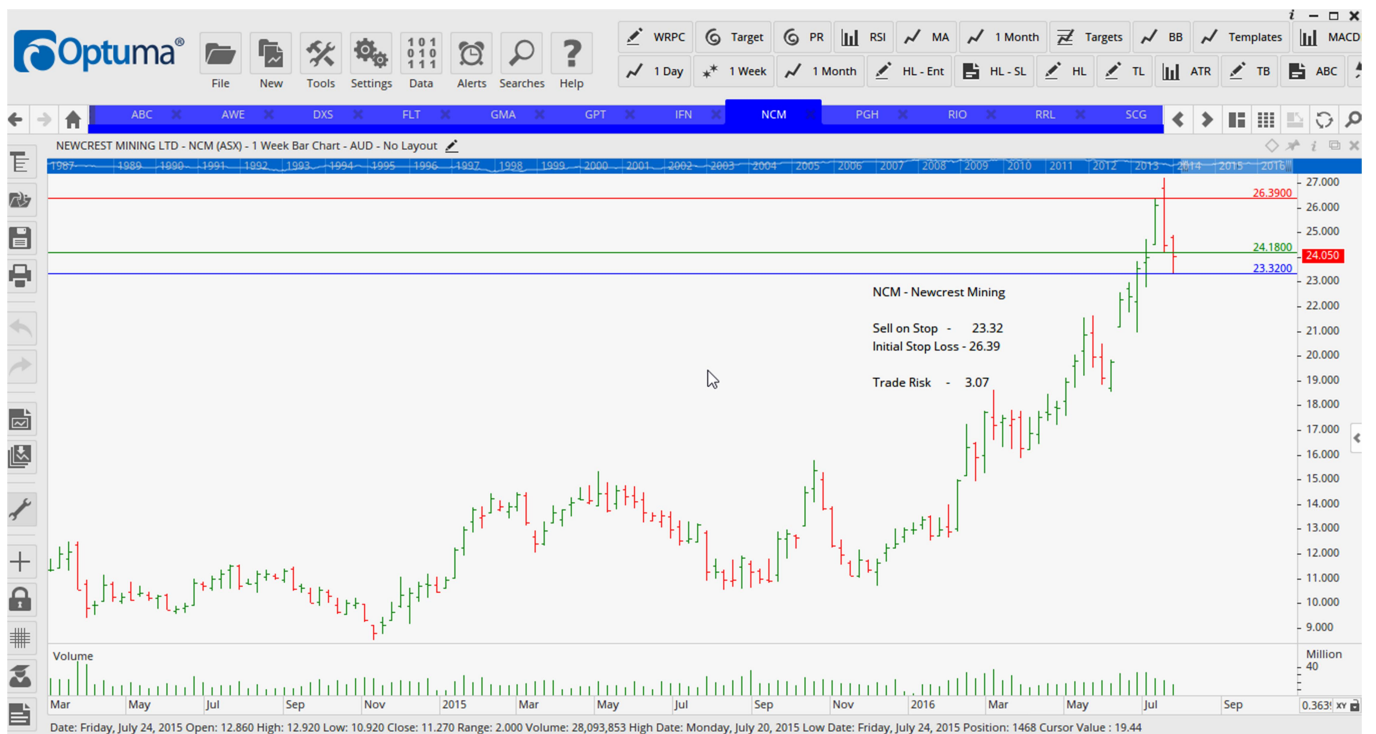 i
Optuma®
File New Tools Settings Data Alerts Searches Help
WRPC Target PR RSI MA 1 Month Targets BB Templates MACD
1 Day 1 Week 1 Month HL - Ent HL - SL HL TL ATR TB ABC
ABC AWE DXS FLT GMA GPT IFN NCM PGH RIO RRL SCG
NEWCREST MINING LTD - NCM (ASX) - 1 Week Bar Chart - AUD - No Layout
1987 1989 1990 1991 1992 1993 1994 1995 1996 1997 1998 1999 2000 2001 2002 2003 2004 2005 2006 2007 2008 2009 2010 2011 2012 2013 2014 2015 2016
27.000
26.3900
26.000
25.000
24.1800
24.050
23.3200
23.000
NCM - Newcrest Mining
22.000
Sell on Stop - 23.32
21.000
Initial Stop Loss - 26.39
20.000
Trade Risk - 3.07
19.000
18.000
17.000
16.000
15.000
14.000
13.000
12.000
11.000
10.000
9.000
Volume
Million
40
Mar May Jul Sep Nov 2015 Mar May Jul Sep Nov 2016 Mar May Jul Sep
XY
Date: Friday, July 24, 2015 Open: 12.860 High: 12.920 Low: 10.920 Close: 11.270 Range: 2.000 Volume: 28,093,853 High Date: Monday, July 20, 2015 Low Date: Friday, July 24, 2015 Position: 1468 Cursor Value : 19.44